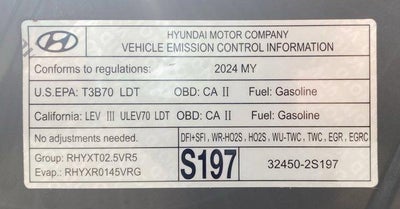 HYUNDAI MOTOR COMPANY
VEHICLE EMISSION CONTROL INFORMATION
Conforms to regulations: 2024 MY
U.S.EPA: T3B70 LDT OBD: CA II Fuel: Gasoline
California: LEV III ULEV70 LDT OBD: CA II Fuel: Gasoline
No adjustments needed. DFI+SFI, WR-HO2S, HO2S, WU-TWC, TWC, EGR, EGRC
Group: RHYXT02.5VR5
Evap.: RHYXR0145VRG
S197
32450-2S197